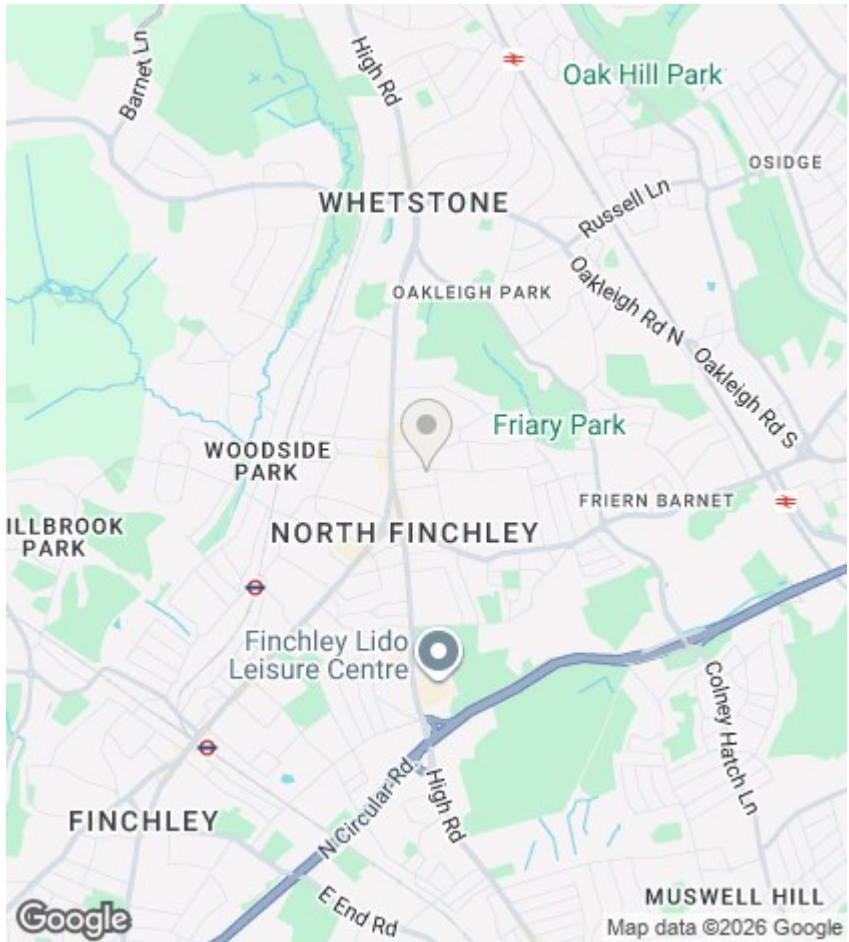 Barnet Ln
High Rd
Oak Hill Park
OSIDGE
WHETSTONE
Russell Ln
OAKLEIGH PARK
Oakleigh Rd N
Oakleigh Rd S
Friary Park
WOODSIDE
PARK
FRIERN BARNET
ILLBROOK
PARK
NORTH FINCHLEY
Finchley Lido
Leisure Centre
Colney Hatch Ln
High Rd
N Circular Rd
FINCHLEY
E End Rd
MUSWELL HILL
Google
Map data ©2026 Google